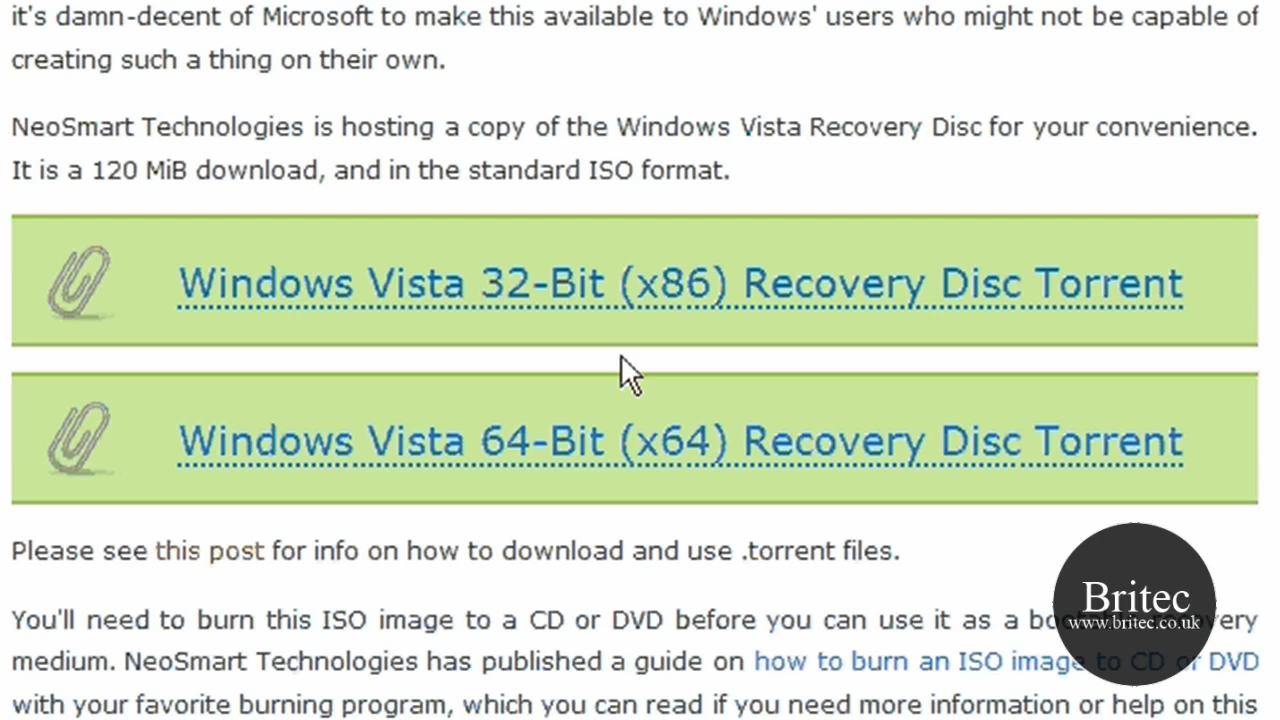 it's damn-decent of Microsoft to make this available to Windows' users who might not be capable of
creating such a thing on their own.
NeoSmart Technologies is hosting a copy of the Windows Vista Recovery Disc for your convenience.
It is a 120 MiB download, and in the standard ISO format.
Windows Vista 32-Bit (x86) Recovery Disc Torrent
Windows Vista 64-Bit (x64) Recovery Disc Torrent
Please see this post for info on how to download and use .torrent files.
You'll need to burn this ISO image to a CD or DVD before you can use it as a
medium. NeoSmart Technologies has published a guide on how to burn an ISO image to CD or DVD
with your favorite burning program, which you can read if you need more information or help on this
Britec
www.britec.co.uk